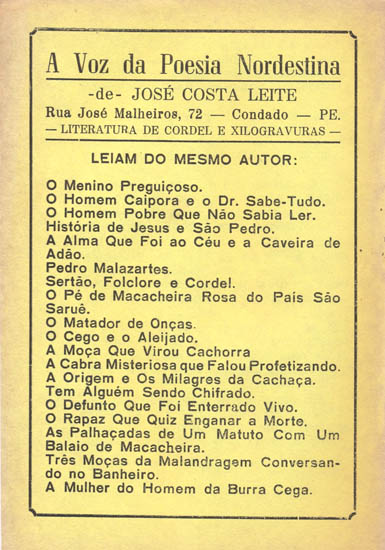 A Voz da Poesia Nordestina
-de- JOSÉ COSTA LEITE
Rua José Malheiros, 72 — Condado — PE.
— LITERATURA DE CORDEL E XILOGRAVURAS —
LEIAM DO MESMO AUTOR:
O Menino Preguiçoso.
O Homem Caipora e o Dr. Sabe-Tudo.
O Homem Pobre Que Não Sabia Ler.
História de Jesus e São Pedro.
A Alma Que Foi ao Céu e a Caveira de
Adão.
Pedro Malazartes.
Sertão, Folclore e Cordel.
O Pé de Macacheira Rosa do País São
Saruê.
O Matador de Onças.
O Cego e o Aleijado.
A Moça Que Virou Cachorra
A Cabra Misteriosa que Falou Profetizando.
A Origem e Os Milagres da Cachaça.
Tem Alguém Sendo Chifrado.
O Defunto Que Foi Enterrado Vivo.
O Rapaz Que Quiz Enganar a Morte.
As Palhaçadas de Um Matuto Com Um
Balaio de Macacheira.
Três Moças da Malandragem Conversan-
do no Banheiro.
A Mulher do Homem da Burra Cega.